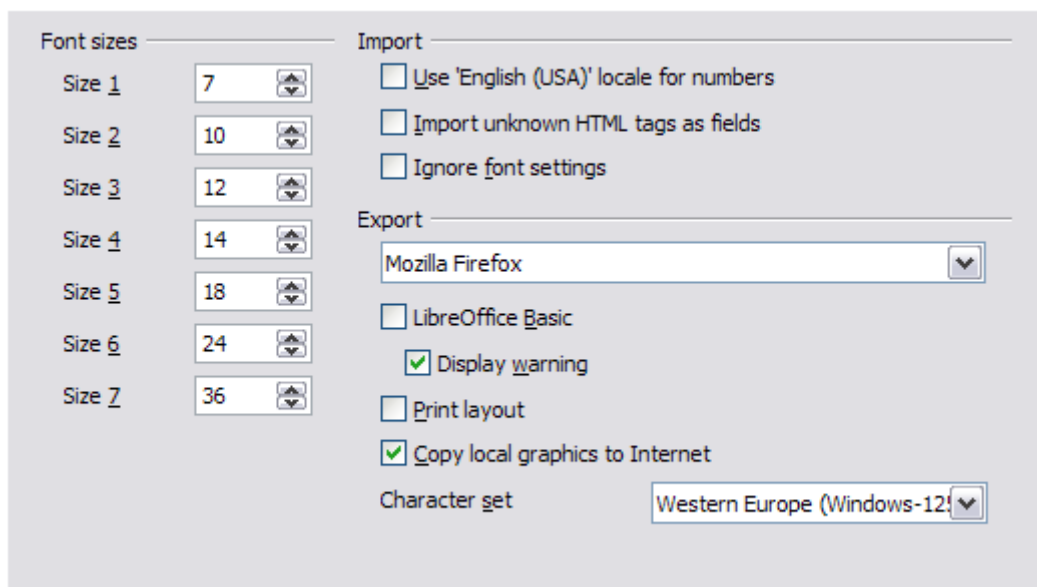 Font sizes
Size 1 7
Size 2 10
Size 3 12
Size 4 14
Size 5 18
Size 6 24
Size 7 36
Import
Use 'English (USA)' locale for numbers
Import unknown HTML tags as fields
Ignore font settings
Export
Mozilla Firefox
LibreOffice Basic
Display warning
Print layout
Copy local graphics to Internet
Character set Western Europe (Windows-125